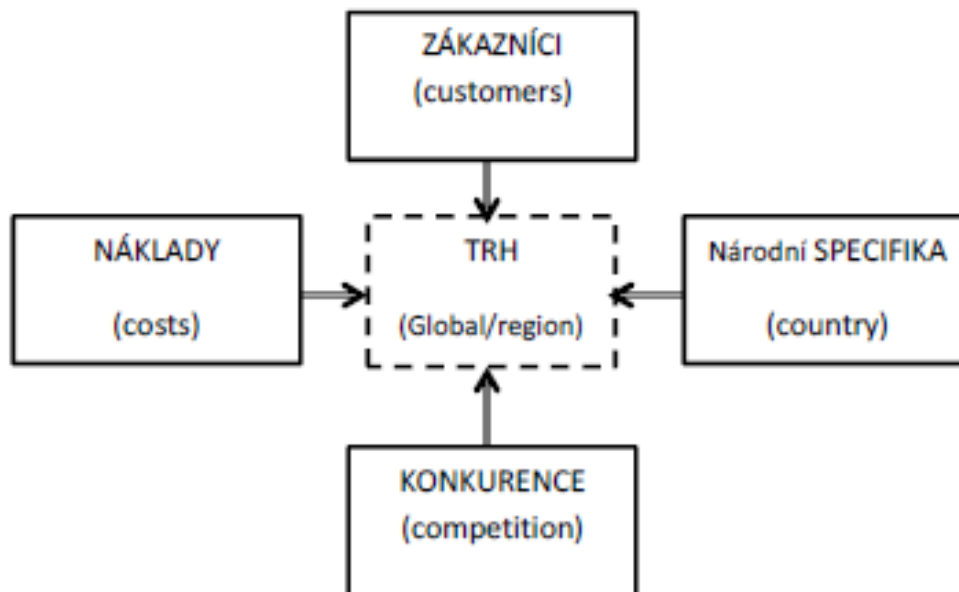 ZÁKAZNÍCI
(customers)
NÁKLADY
(costs)
TRH
(Global/region)
Národní SPECIFIKA
(country)
KONKURENCE
(competition)